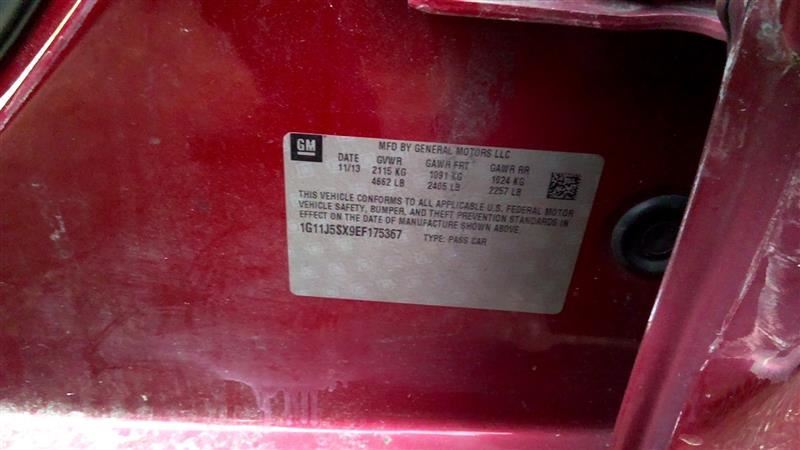 GM
MFD BY GENERAL MOTORS LLC
DATE GVWR GAWR FRT GAWR RR
11/13 2115 KG 1091 KG 1024 KG
4662 LB 2405 LB 2257 LB
THIS VEHICLE CONFORMS TO ALL APPLICABLE U.S. FEDERAL MOTOR
VEHICLE SAFETY, BUMPER, AND THEFT PREVENTION STANDARDS IN
EFFECT ON THE DATE OF MANUFACTURE SHOWN ABOVE.
1G11J5SX9EF175367 TYPE: PASS CAR